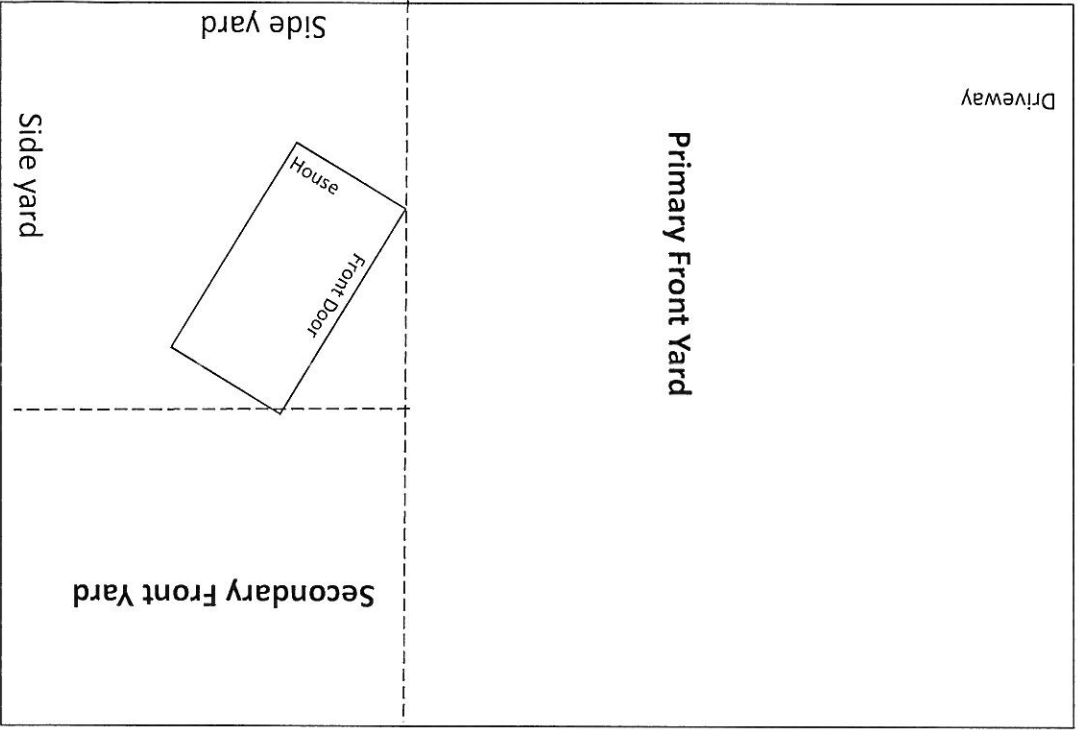 Side yard
Driveway
Side yard
House
Primary Front Yard
Front Door
Secondary Front Yard